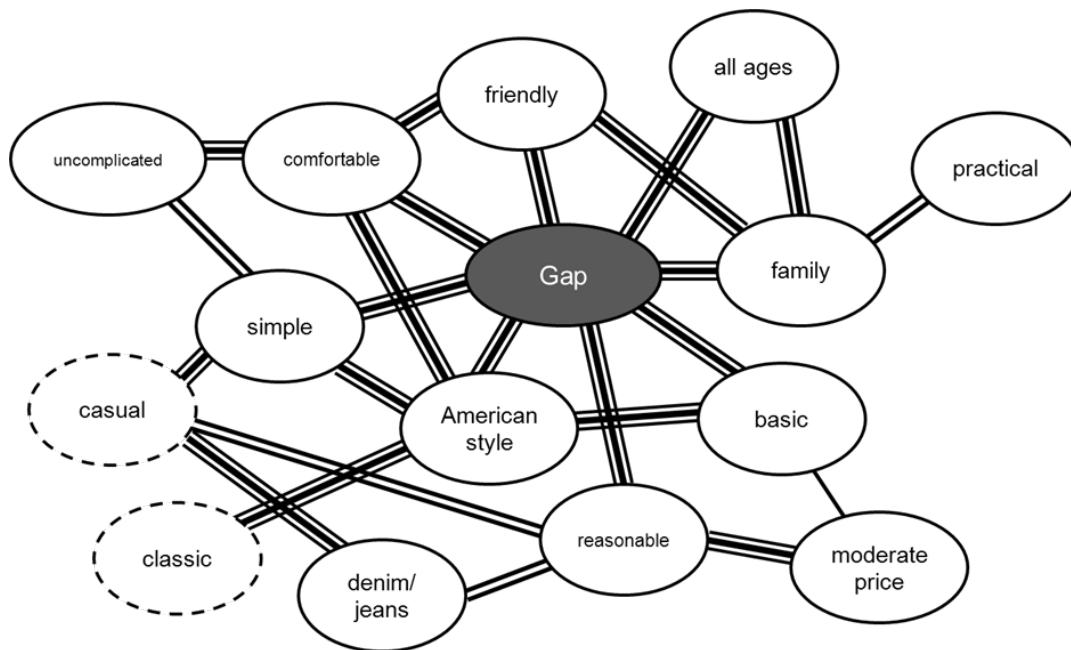 all ages
friendly
uncomplicated
comfortable
practical
Gap
family
simple
casual
American
style
basic
classic
reasonable
denim/
jeans
moderate
price